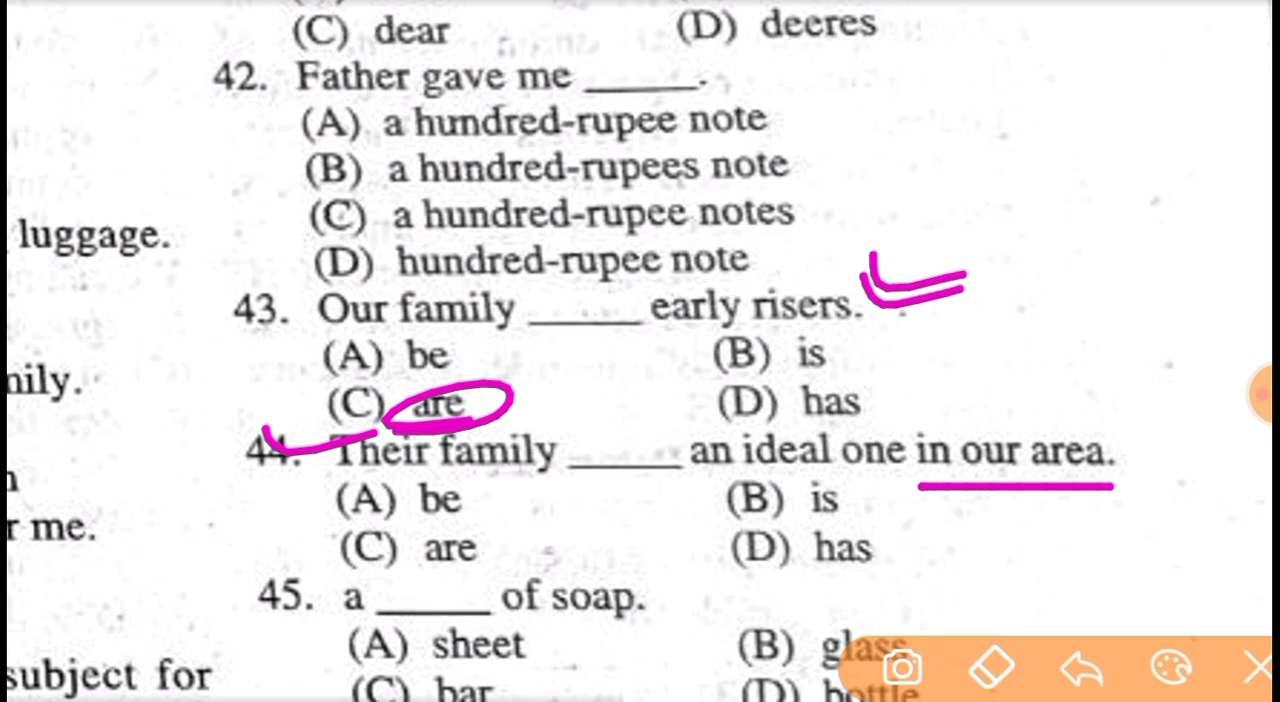 (C) dear (D) deeres
42. Father gave me ______.
(A) a hundred-rupee note
(B) a hundred-rupees note
(C) a hundred-rupee notes
luggage.
(D) hundred-rupee note
43. Our family ______ early risers.
(A) be (B) is
nily.
(C) are (D) has
44. Their family ______ an ideal one in our area.
(A) be (B) is
r me.
(C) are (D) has
45. a ______ of soap.
(A) sheet (B) glass
subject for
(C) bar (D) bottle